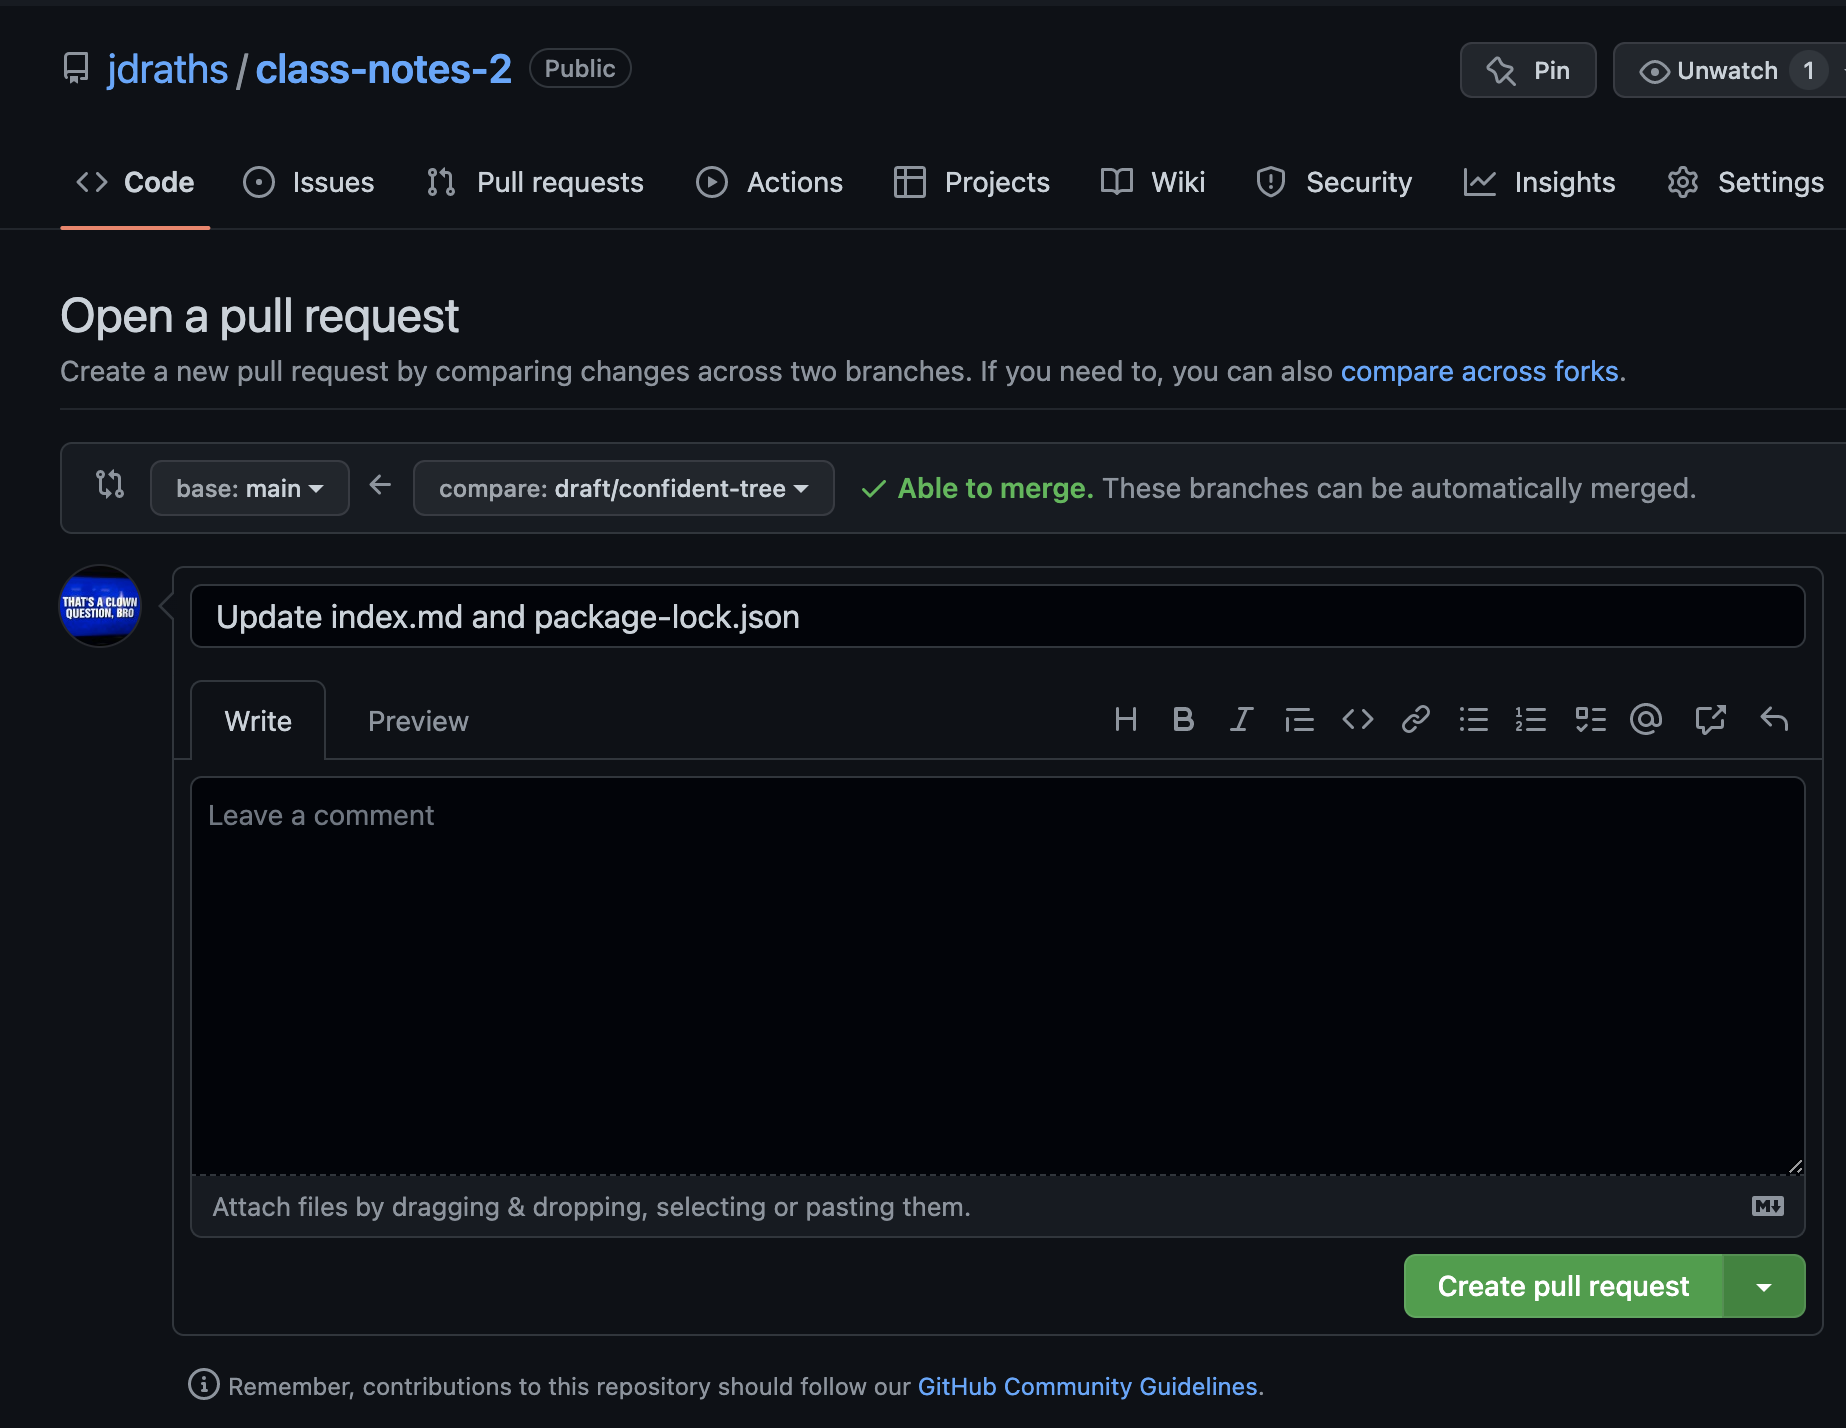 jdraths / class-notes-2 Public Pin Unwatch 1
Code Issues Pull requests Actions Projects Wiki Security Insights Settings
Open a pull request
Create a new pull request by comparing changes across two branches. If you need to, you can also compare across forks.
base: main compare: draft/confident-tree Able to merge. These branches can be automatically merged.
THAT'S A CLOWN
QUESTION, BRO
Update index.md and package-lock.json
Write Preview
Leave a comment
Attach files by dragging & dropping, selecting or pasting them.
Create pull request
Remember, contributions to this repository should follow our GitHub Community Guidelines.